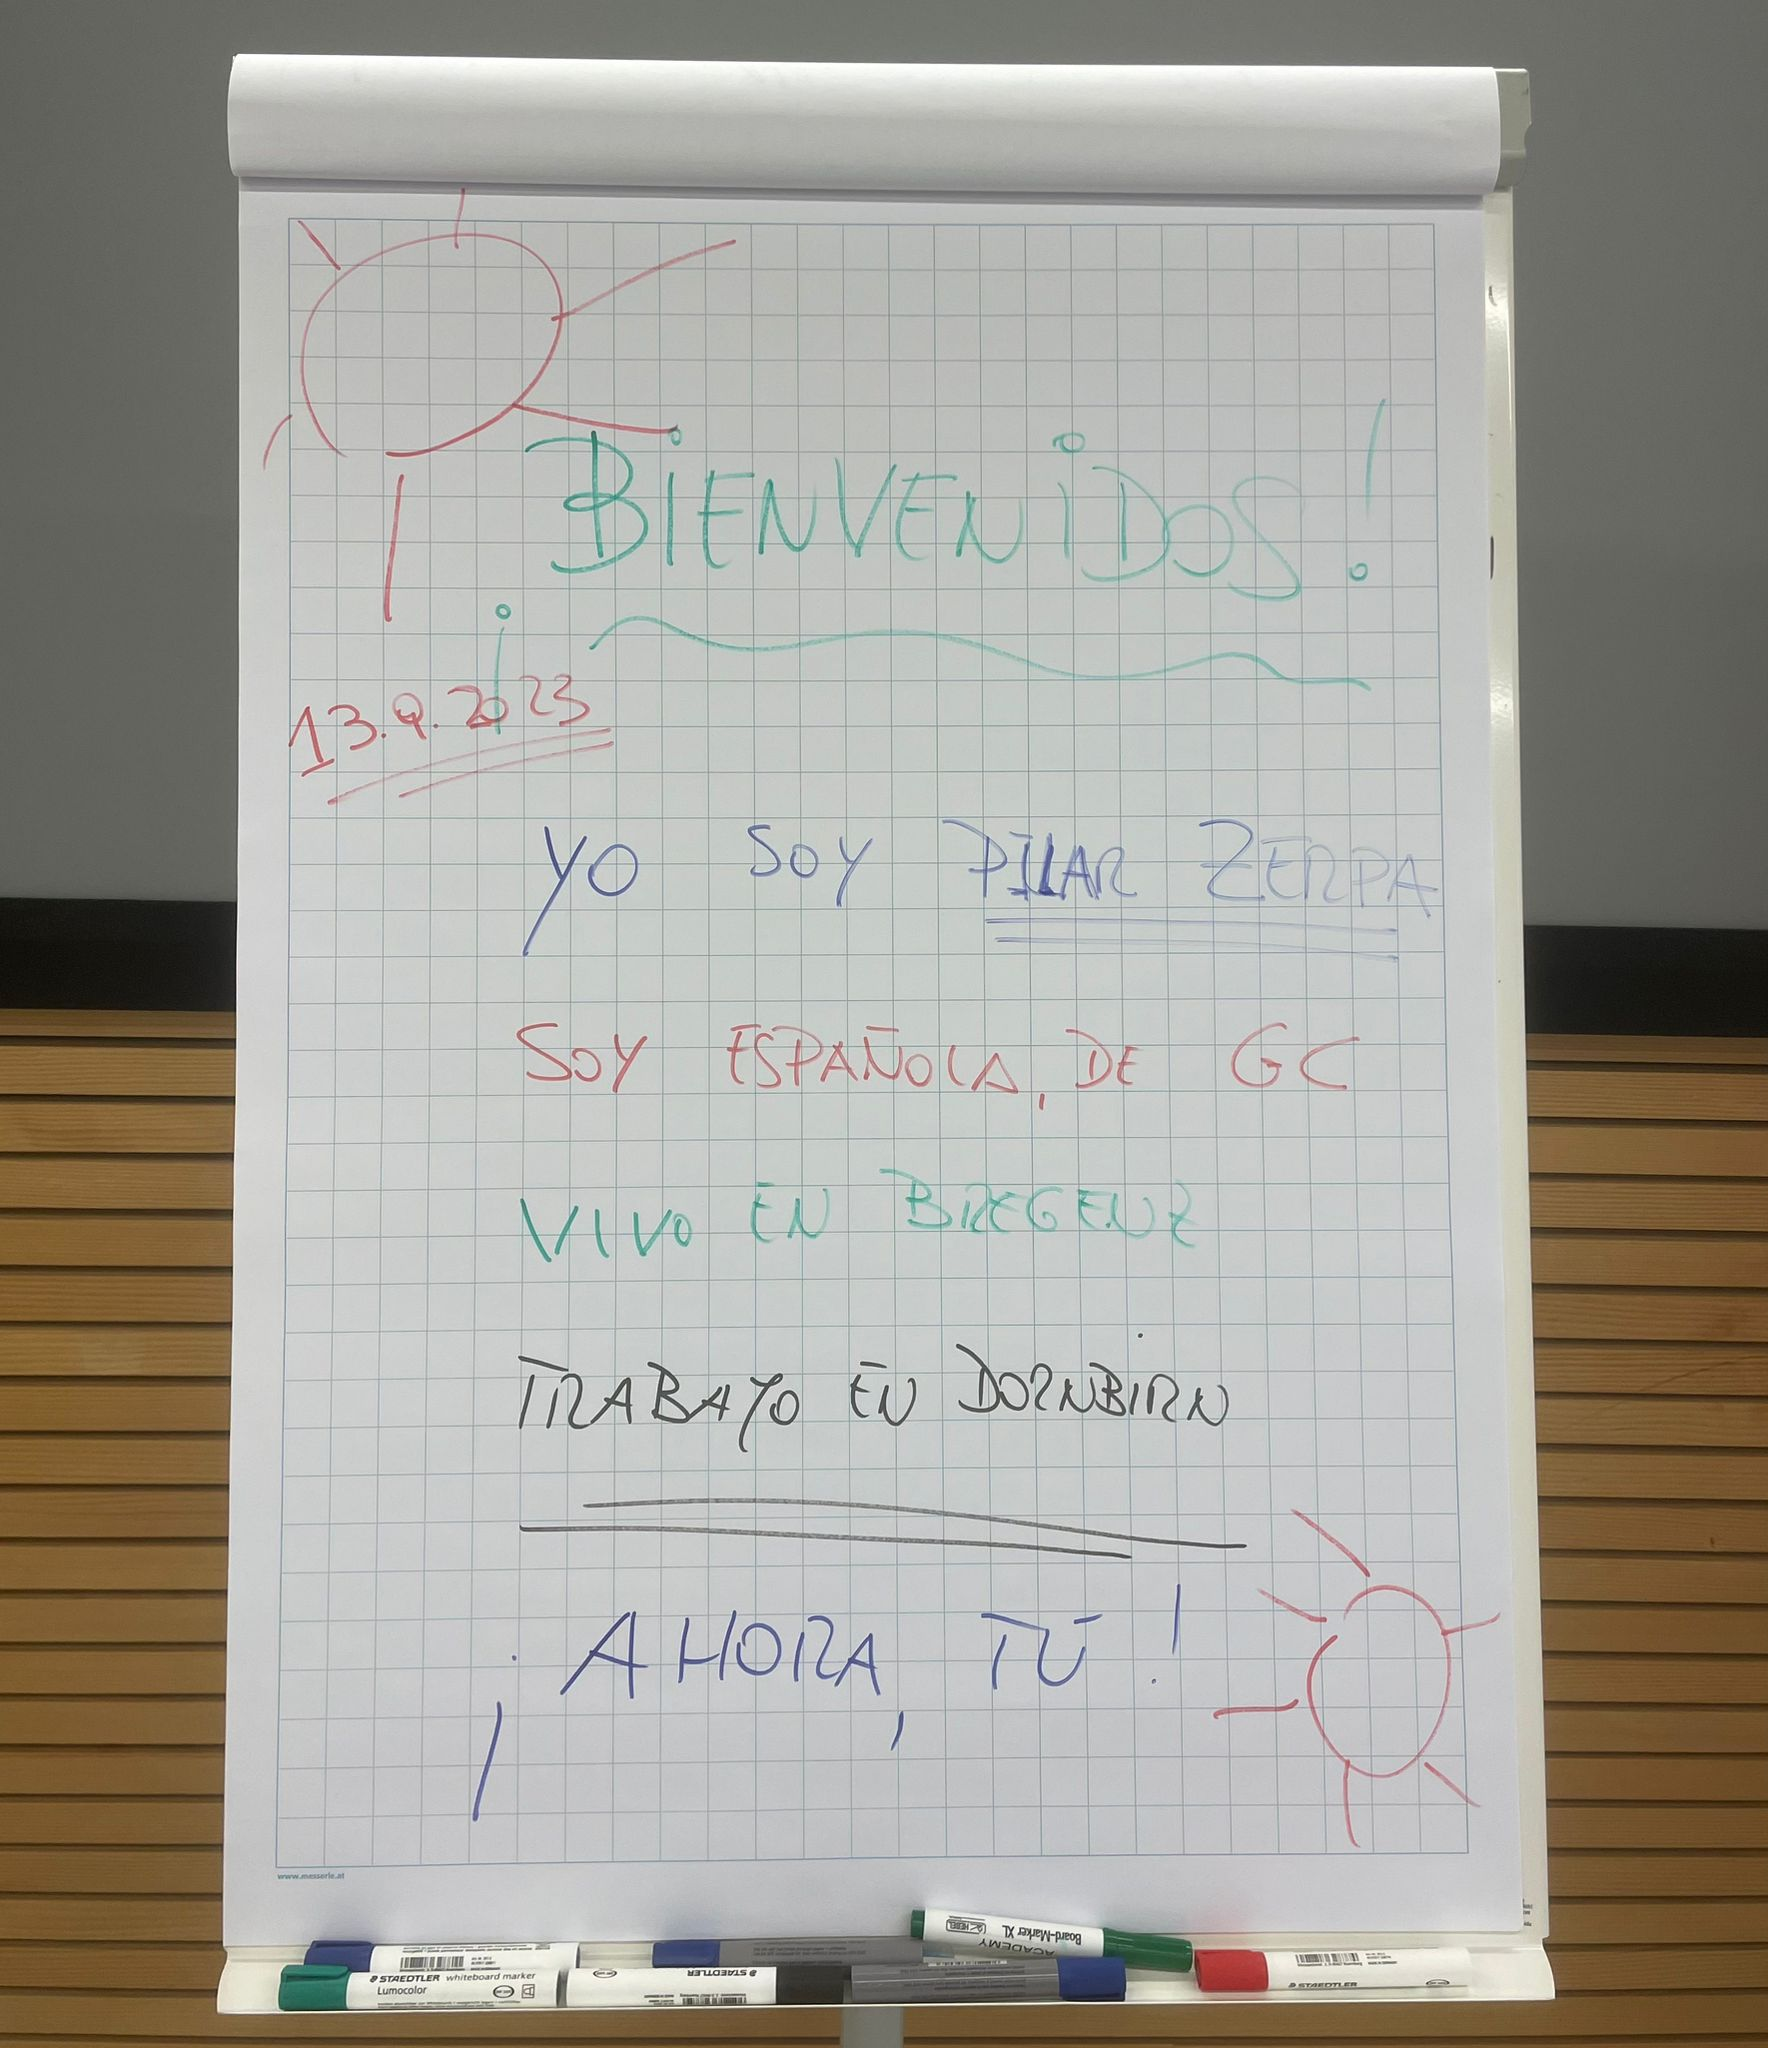 ¡BIENVENIDOS!
13.9.2023
YO SOY PILAR ZERPA
SOY ESPAÑOLA, DE GC
VIVO EN BREGENZ
TRABAYO EN DORNBIRN
¡AHORA, TÚ!
www.messerle.at
Board-Marker XL
ACADEMY
STAEDTLER whiteboard marker
Lumocolor
STAEDTLER
STAEDTLER